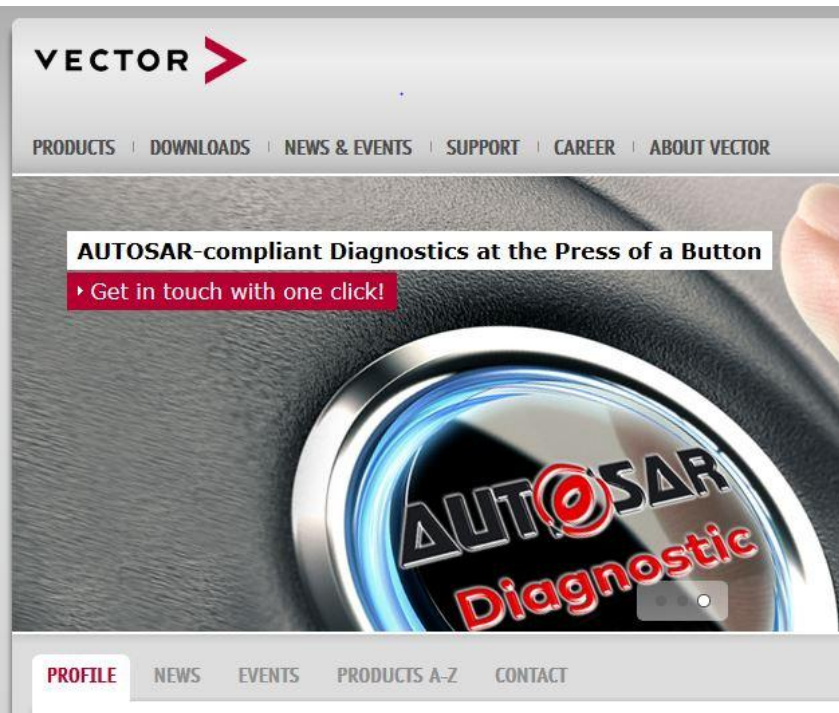 VECTOR
PRODUCTS DOWNLOADS NEWS & EVENTS SUPPORT CAREER ABOUT VECTOR
AUTOSAR-compliant Diagnostics at the Press of a Button
Get in touch with one click!
AUTOSAR
Diagnostic
PROFILE NEWS EVENTS PRODUCTS A-Z CONTACT